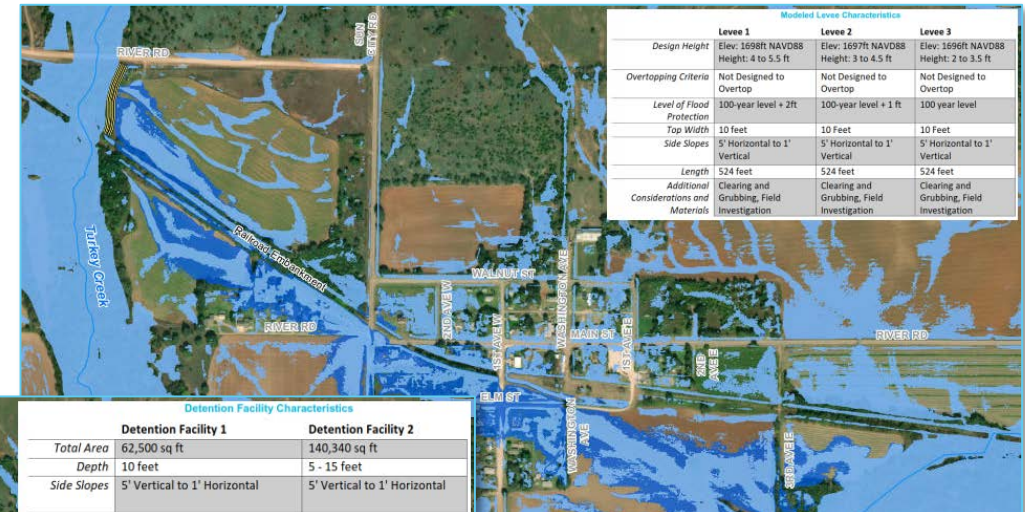 Modeled Levee Characteristics
Levee 1 Levee 2 Levee 3
Design Height Elev: 1698ft NAVD88 Elev: 1697ft NAVD88 Elev: 1696ft NAVD88
Height: 4 to 5.5 ft Height: 3 to 4.5 ft Height: 2 to 3.5 ft
Overtopping Criteria Not Designed to Not Designed to Not Designed to
Overtop Overtop Overtop
Level of Flood 100-year level + 2ft 100-year level + 1 ft 100 year level
Protection
Top Width 10 feet 10 Feet 10 Feet
Side Slopes 5' Horizontal to 1' 5' Horizontal to 1' 5' Horizontal to 1'
Vertical Vertical Vertical
Length 524 feet 524 feet 524 feet
Additional Clearing and Clearing and Clearing and
Considerations and Grubbing, Field Grubbing, Field Grubbing, Field
Materials Investigation Investigation Investigation
RIVER RD
SUN
CITY RD
Turkey Creek
Railroad Embankment
WALNUT ST
WASHINGTON AVE
2ND AVE W
1ST AVE W
MAIN ST
1ST AVE E
2ND
AVE E
RIVER RD
RIVER RD
ELM ST
WASHINGTON
AVE
3RD AVE E
Detention Facility Characteristics
Detention Facility 1 Detention Facility 2
Total Area 62,500 sq ft 140,340 sq ft
Depth 10 feet 5 - 15 feet
Side Slopes 5' Vertical to 1' Horizontal 5' Vertical to 1' Horizontal